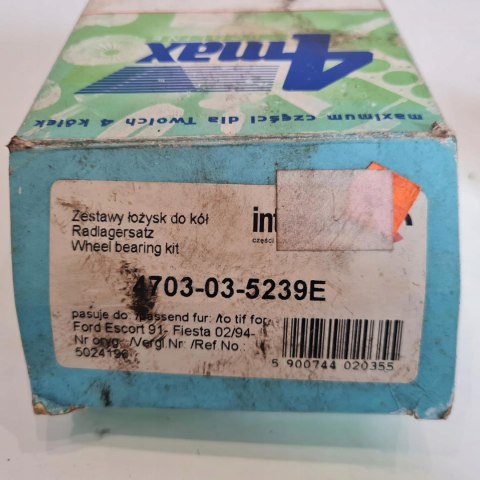 4max
maximum części dla Twoich 4 kółek
Zestawy łożysk do kół
Radlagersatz
Wheel bearing kit
części
4703-03-5239E
pasuje do: /passend fur: /to fit for:
Ford Escort 91- Fiesta 02/94-
Nr oryg.: /Vergl.Nr: /Ref.No.:
5024196
5 900744 020355